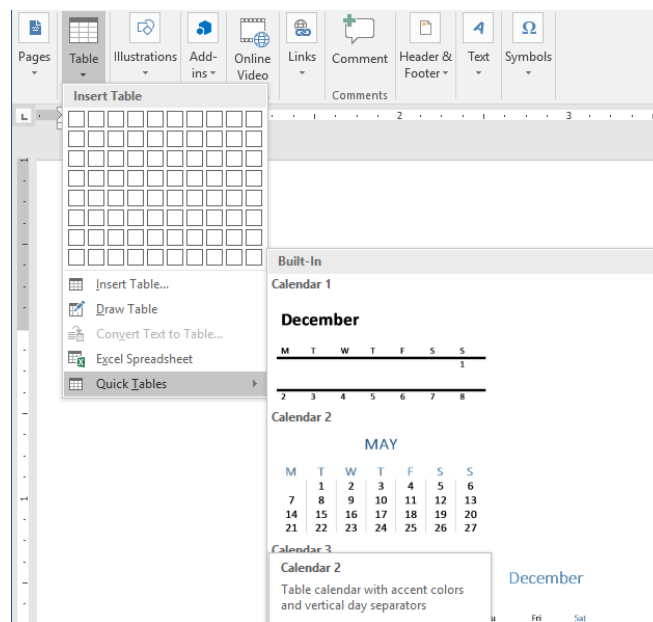 Pages Table Illustrations Add-ins Online Video Links Comment Header & Footer Text Symbols
Comments
Insert Table
L 2 3
Insert Table...
Draw Table
Convert Text to Table...
Excel Spreadsheet
Quick Tables
Built-In
Calendar 1
December
M T W T F S S
1
2 3 4 5 6 7 8
Calendar 2
MAY
M T W T F S S
1 2 3 4 5 6
7 8 9 10 11 12 13
14 15 16 17 18 19 20
21 22 23 24 25 26 27
Calendar 3
December
Fri Sat
Calendar 2
Table calendar with accent colors
and vertical day separators